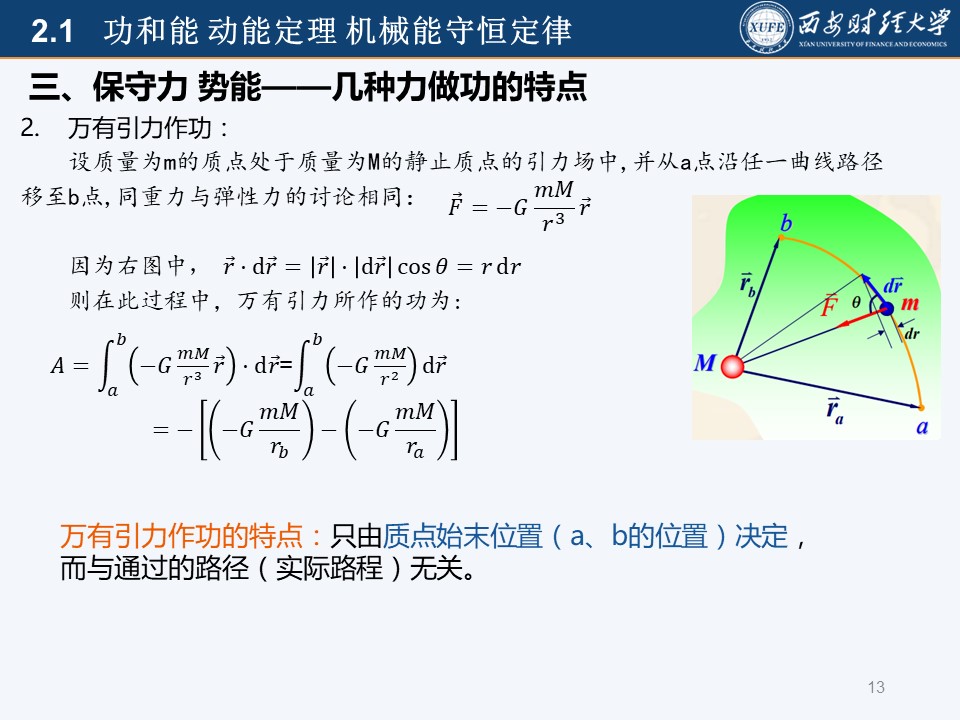 2.1 功和能 动能定理 机械能守恒定律
XUFE
西安财经大学
XI'AN UNIVERSITY OF FINANCE AND ECONOMICS
三、保守力 势能——几种力做功的特点
2. 万有引力作功：
设质量为m的质点处于质量为M的静止质点的引力场中,并从a点沿任一曲线路径
移至b点,同重力与弹性力的讨论相同: $\vec{F} = -G\frac{mM}{r^3}\vec{r}$
因为右图中， $\vec{r} \cdot \mathrm{d}\vec{r} = |\vec{r}| \cdot |\mathrm{d}\vec{r}| \cos\theta = r\,\mathrm{d}r$
则在此过程中，万有引力所作的功为:
$A = \int_a^b \left(-G\frac{mM}{r^3}\vec{r}\right) \cdot \mathrm{d}\vec{r} = \int_a^b \left(-G\frac{mM}{r^2}\right) \mathrm{d}\vec{r}$
$= -\left[\left(-G\frac{mM}{r_b}\right) - \left(-G\frac{mM}{r_a}\right)\right]$
b
$\vec{r}_b$
$\vec{F}$
θ
$d\vec{r}$
m
dr
M
$\vec{r}_a$
a
万有引力作功的特点：只由质点始末位置（a、b的位置）决定，
而与通过的路径（实际路程）无关。
13